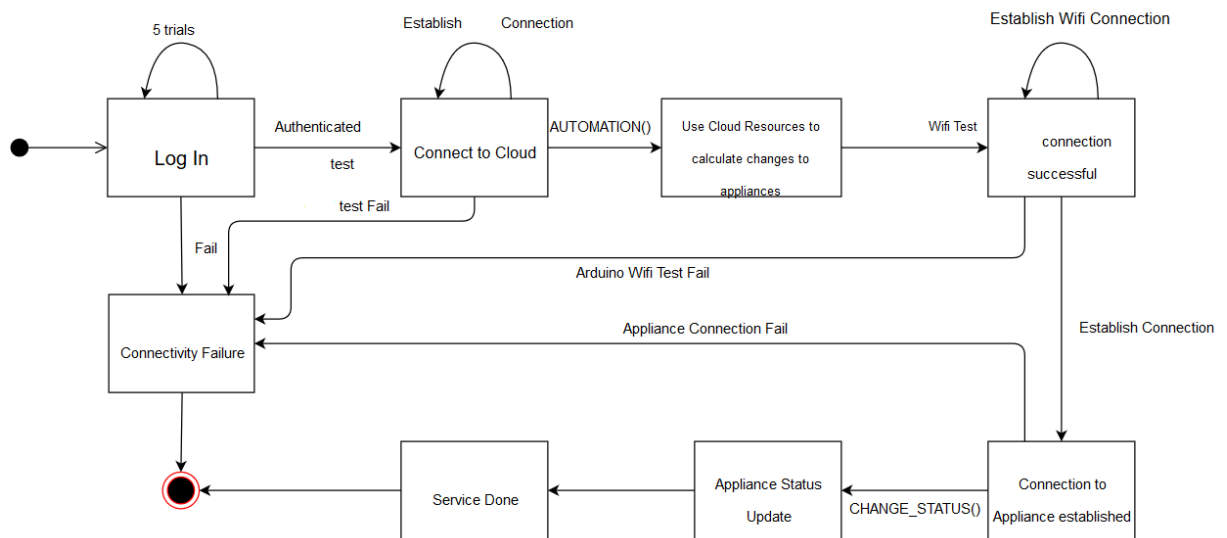 5 trials
Establish Connection
Establish Wifi Connection
Log In
Authenticated
test
Connect to Cloud
AUTOMATION()
Use Cloud Resources to
calculate changes to
appliances
Wifi Test
connection
successful
test Fail
Fail
Arduino Wifi Test Fail
Connectivity Failure
Appliance Connection Fail
Establish Connection
Service Done
Appliance Status
Update
CHANGE_STATUS()
Connection to
Appliance established